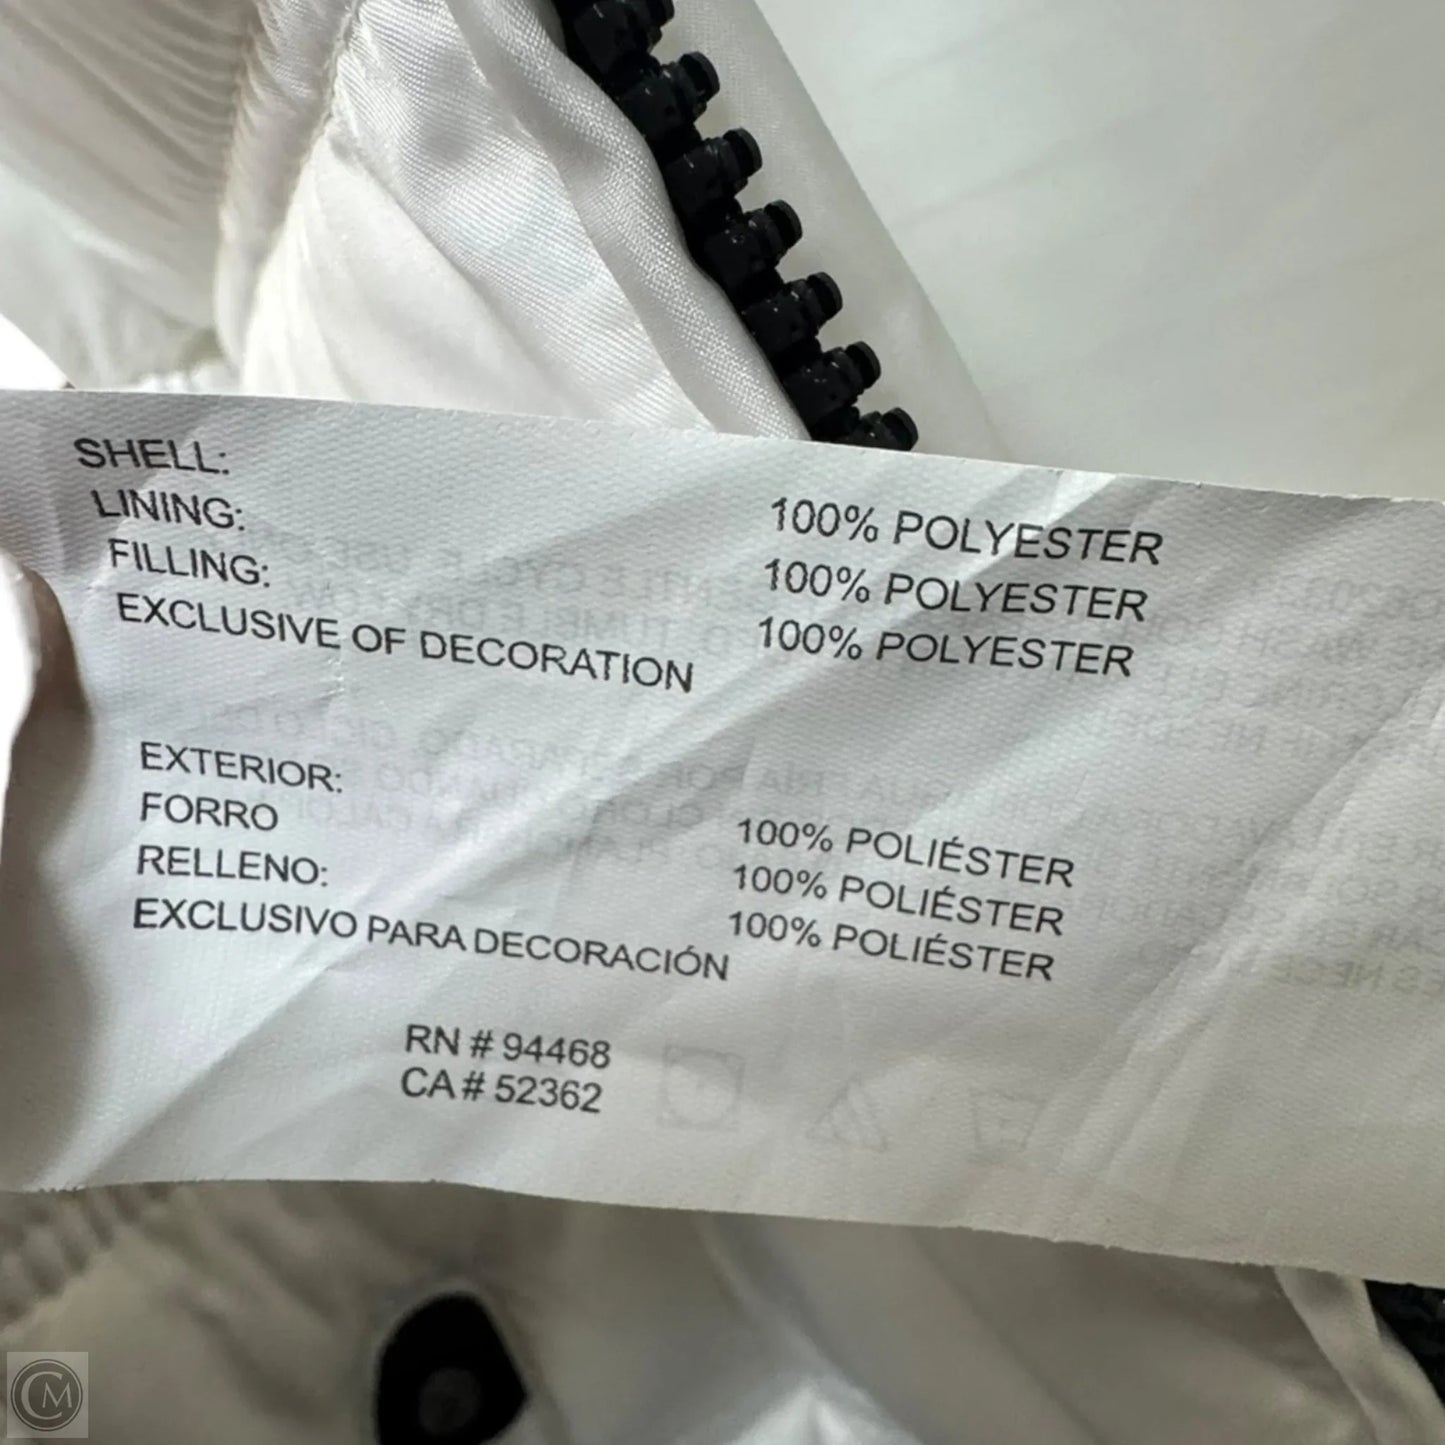 SHELL: 100% POLYESTER
LINING: 100% POLYESTER
FILLING: 100% POLYESTER
EXCLUSIVE OF DECORATION
EXTERIOR: 100% POLIÉSTER
FORRO 100% POLIÉSTER
RELLENO: 100% POLIÉSTER
EXCLUSIVO PARA DECORACIÓN
RN # 94468
CA # 52362
CM